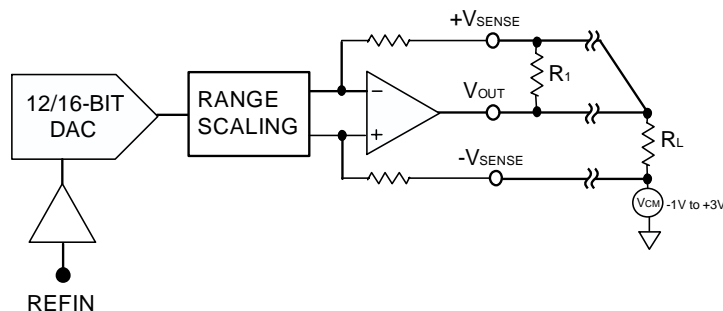 +VSENSE
12/16-BIT
DAC
RANGE
SCALING
−
+
R1
VOUT
RL
-VSENSE
VCM
-1V to +3V
REFIN